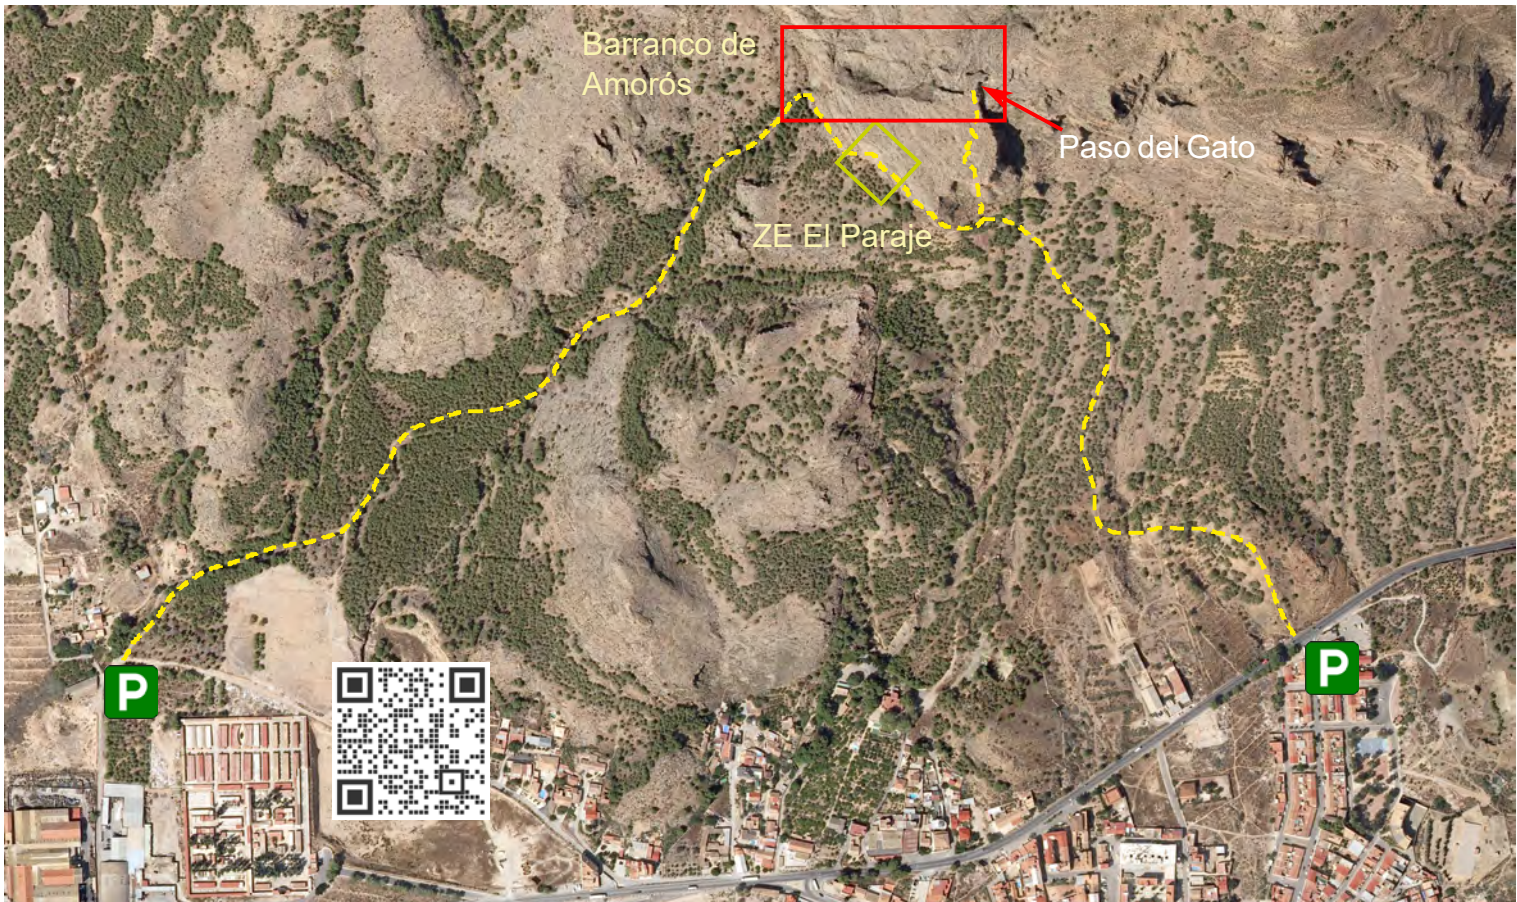 Barranco de
Amorós
Paso del Gato
ZE El Paraje
P
P